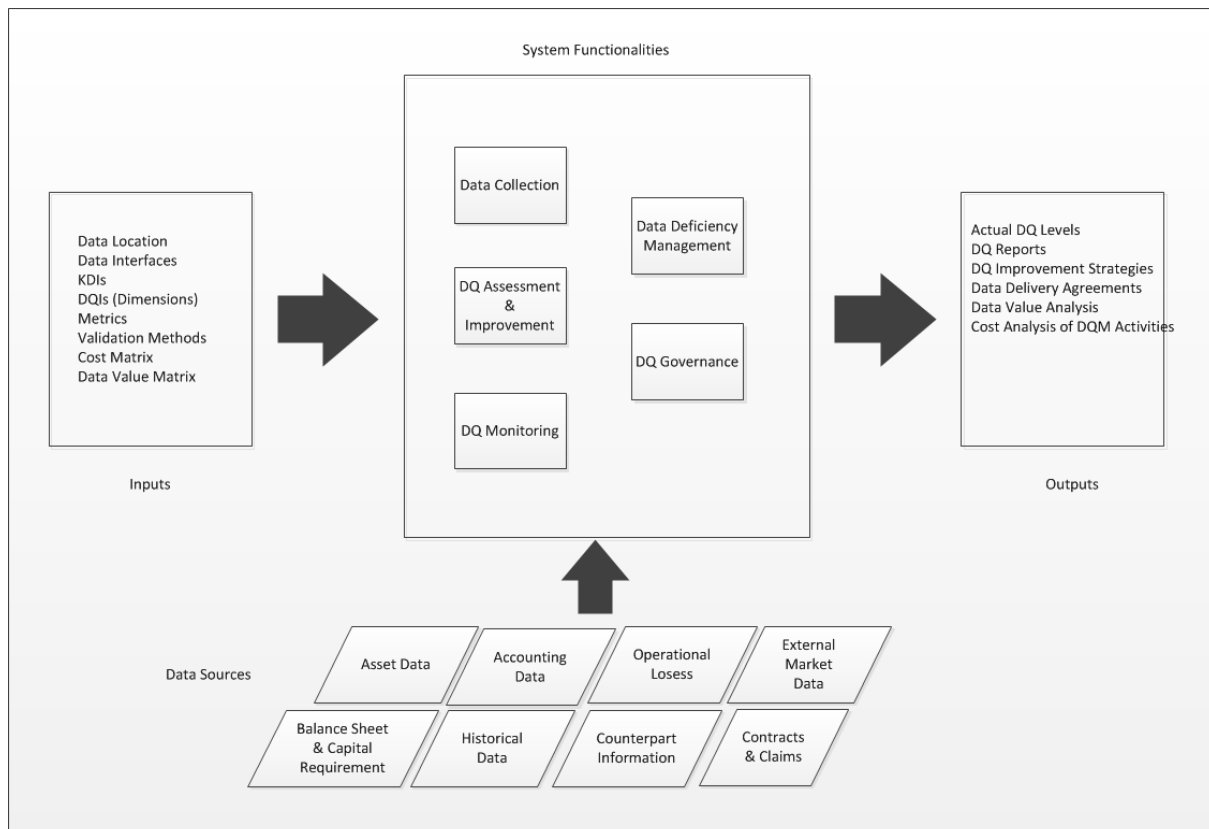 System Functionalities
Data Location
Data Interfaces
KDIs
DQIs (Dimensions)
Metrics
Validation Methods
Cost Matrix
Data Value Matrix
Inputs
Data Collection
DQ Assessment
&
Improvement
DQ Monitoring
Data Deficiency
Management
DQ Governance
Actual DQ Levels
DQ Reports
DQ Improvement Strategies
Data Delivery Agreements
Data Value Analysis
Cost Analysis of DQM Activities
Outputs
Data Sources
Asset Data
Accounting
Data
Operational
Losess
External
Market
Data
Balance Sheet
& Capital
Requirement
Historical
Data
Counterpart
Information
Contracts
& Claims